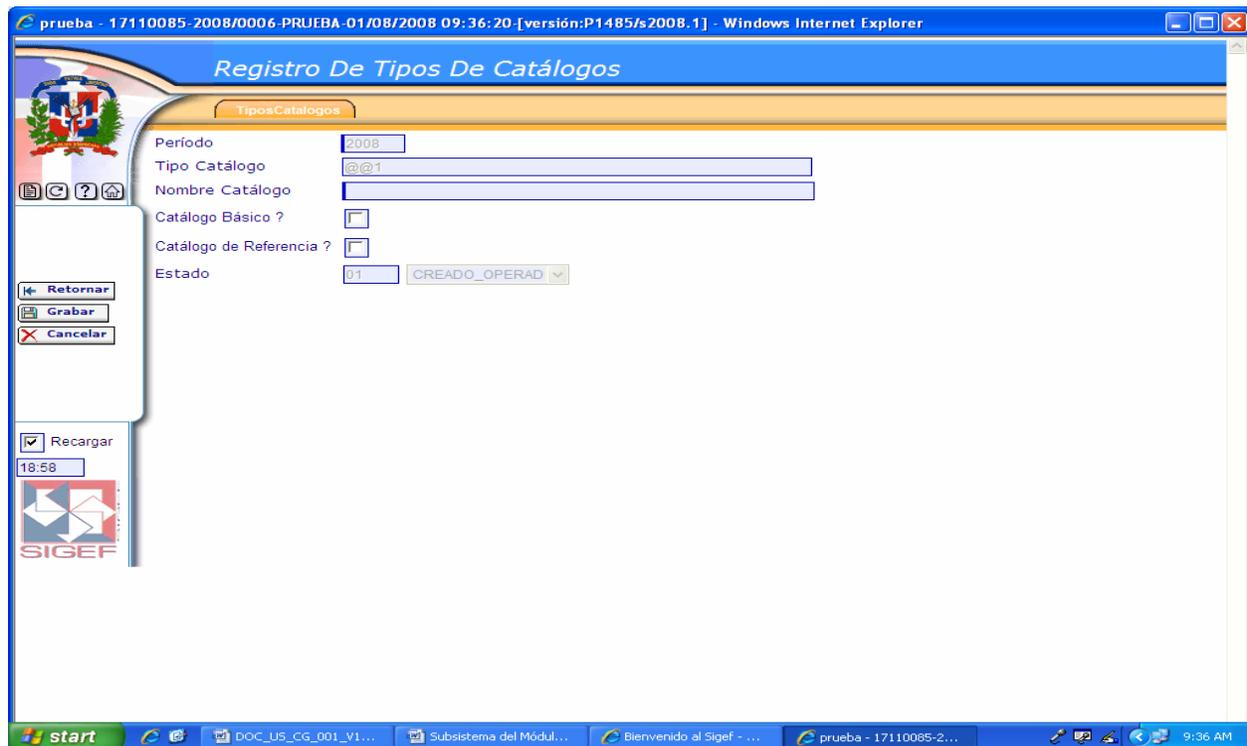 prueba - 17110085-2008/0006-PRUEBA-01/08/2008 09:36:20-[versión:P1485/s2008.1] - Windows Internet Explorer
Registro De Tipos De Catálogos
TiposCatalogos
Período 2008
Tipo Catálogo @@1
Nombre Catálogo
Catálogo Básico ?
Catálogo de Referencia ?
Estado 01 CREADO_OPERAD
Retornar
Grabar
Cancelar
Recargar
18:58
SIGEF
start DOC_US_CG_001_V1... Subsistema del Módul... Bienvenido al Sigef - ... prueba - 17110085-2... 9:36 AM